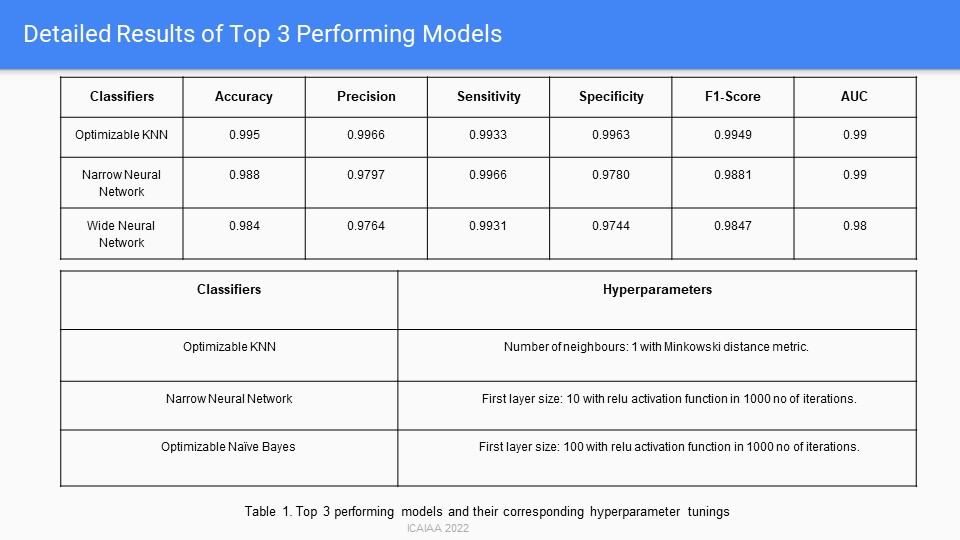 Detailed Results of Top 3 Performing Models
Classifiers Accuracy Precision Sensitivity Specificity F1-Score AUC
Optimizable KNN 0.995 0.9966 0.9933 0.9963 0.9949 0.99
Narrow Neural Network 0.988 0.9797 0.9966 0.9780 0.9881 0.99
Wide Neural Network 0.984 0.9764 0.9931 0.9744 0.9847 0.98
Classifiers Hyperparameters
Optimizable KNN Number of neighbours: 1 with Minkowski distance metric.
Narrow Neural Network First layer size: 10 with relu activation function in 1000 no of iterations.
Optimizable Naïve Bayes First layer size: 100 with relu activation function in 1000 no of iterations.
Table 1. Top 3 performing models and their corresponding hyperparameter tunings
ICAIAA 2022